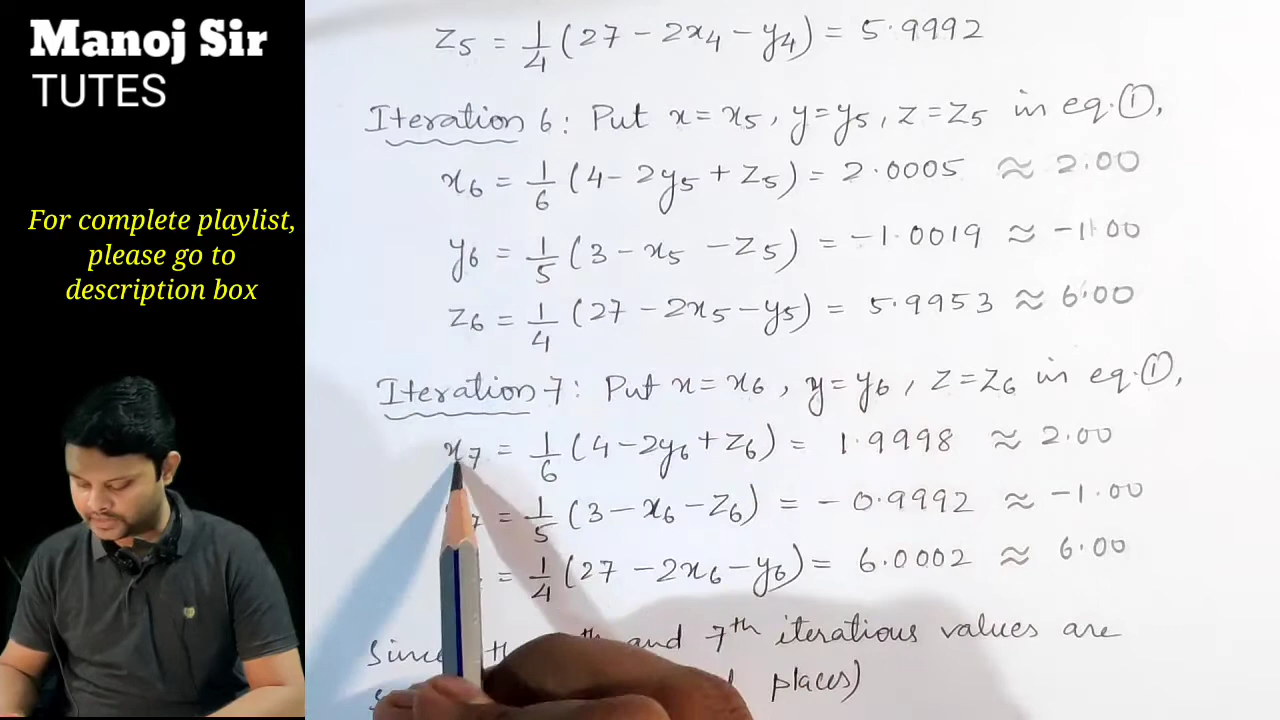 Manoj Sir
TUTES
For complete playlist,
please go to
description box
z₅ = 1/4 (27 - 2x₄ - y₄) = 5.9992
Iteration 6: Put x = x₅, y = y₅, z = z₅ in eq. ①,
x₆ = 1/6 (4 - 2y₅ + z₅) = 2.0005 ≈ 2.00
y₆ = 1/5 (3 - x₅ - z₅) = -1.0019 ≈ -1.00
z₆ = 1/4 (27 - 2x₅ - y₅) = 5.9953 ≈ 6.00
Iteration 7: Put x = x₆, y = y₆, z = z₆ in eq. ①,
x₇ = 1/6 (4 - 2y₆ + z₆) = 1.9998 ≈ 2.00
₇ = 1/5 (3 - x₆ - z₆) = -0.9992 ≈ -1.00
= 1/4 (27 - 2x₆ - y₆) = 6.0002 ≈ 6.00
Since and 7th iterations values are
places)